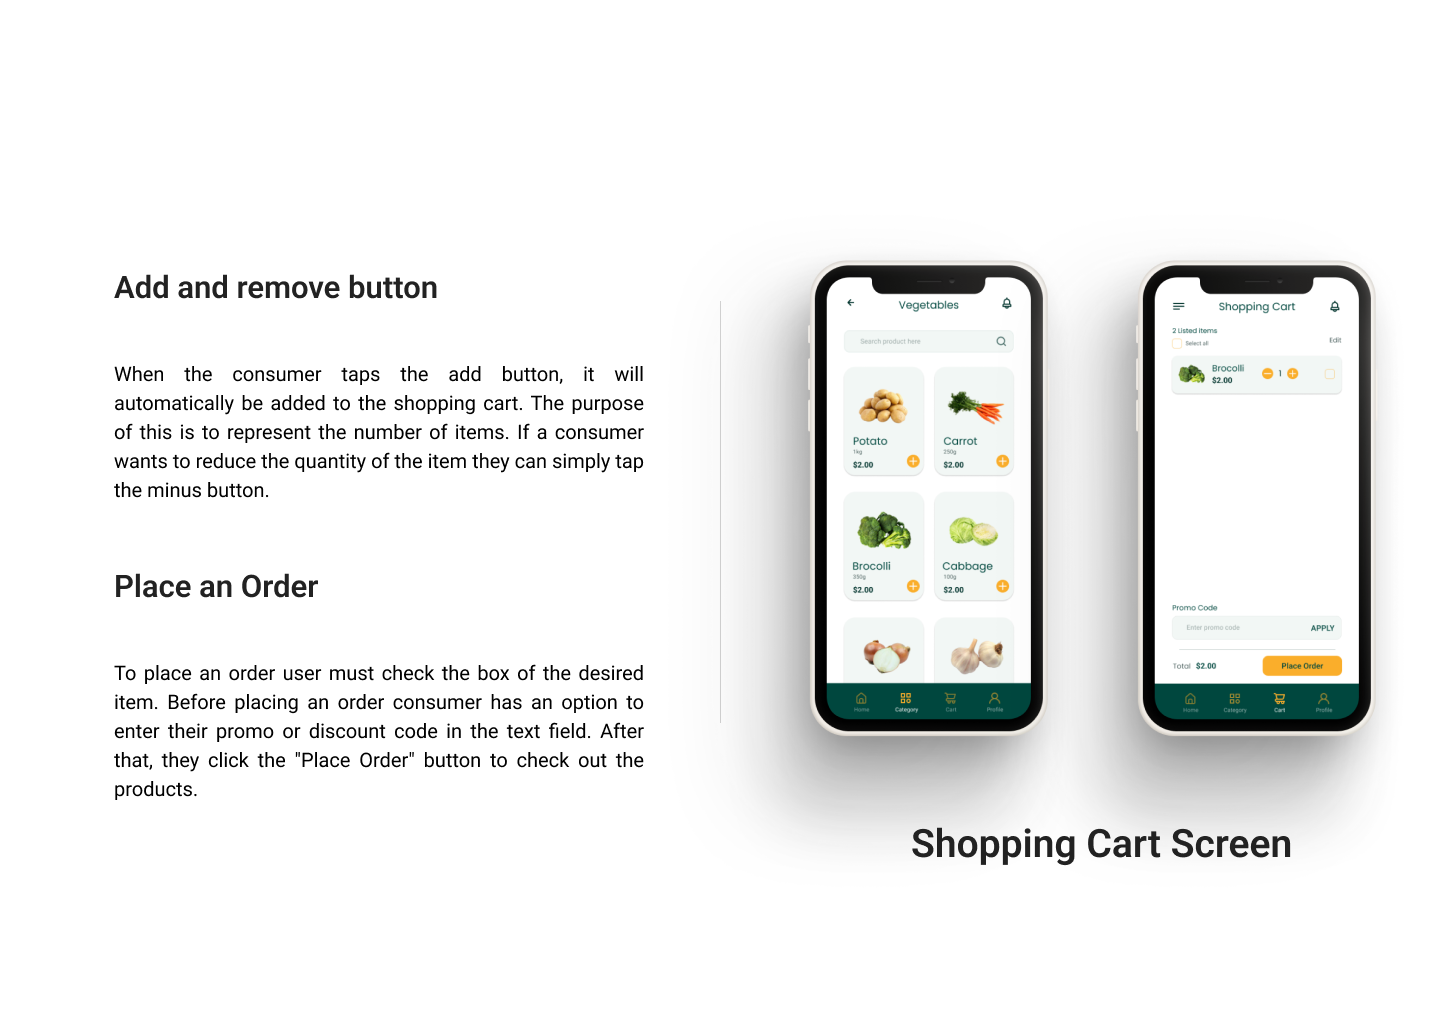 Add and remove button
When the consumer taps the add button, it will
automatically be added to the shopping cart. The purpose
of this is to represent the number of items. If a consumer
wants to reduce the quantity of the item they can simply tap
the minus button.
Place an Order
To place an order user must check the box of the desired
item. Before placing an order consumer has an option to
enter their promo or discount code in the text field. After
that, they click the "Place Order" button to check out the
products.
Vegetables
Search product here
Potato
1kg
$2.00
Carrot
250g
$2.00
Brocolli
350g
$2.00
Cabbage
100g
$2.00
Home
Category
Cart
Profile
Shopping Cart
2 Listed items
Select all
Edit
Brocolli
$2.00
1
Promo Code
Enter promo code
APPLY
Total $2.00
Place Order
Home
Category
Cart
Profile
Shopping Cart Screen